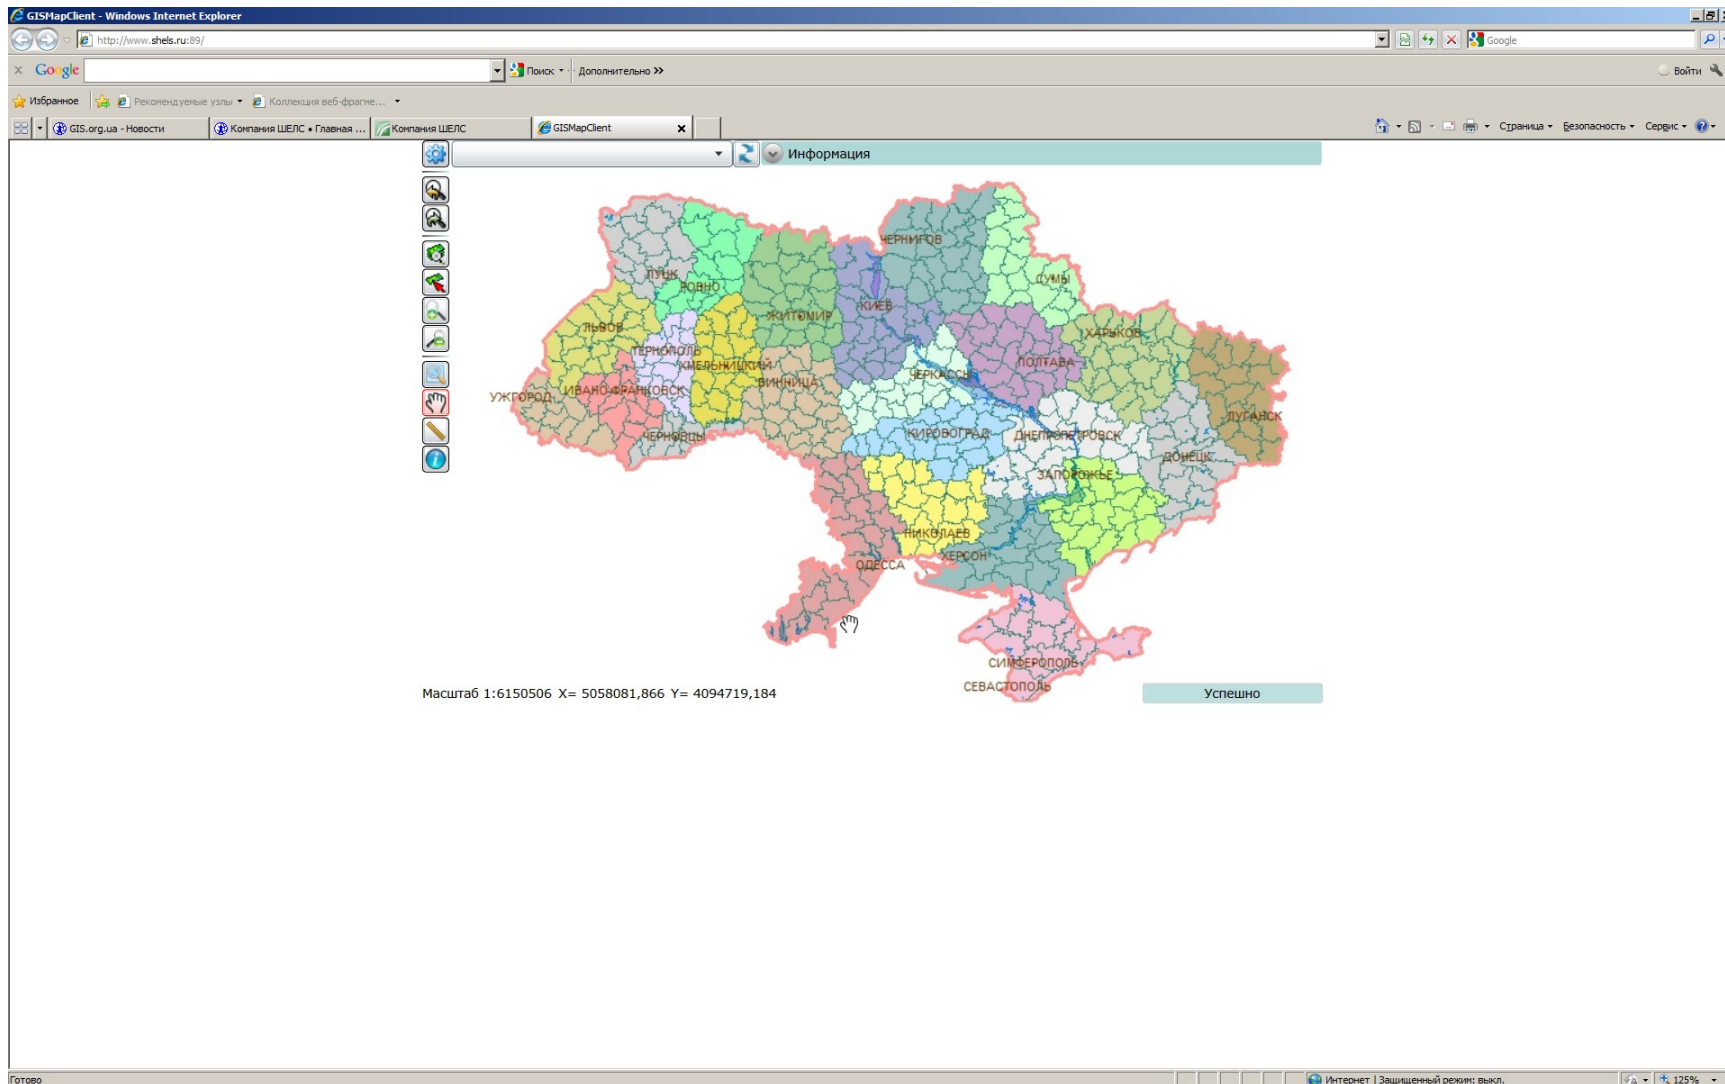 GISMapClient - Windows Internet Explorer
http://www.shels.ru:89/
Google
x Google
Поиск
Дополнительно >>
Войти
Избранное
Рекомендуемые узлы
Коллекция веб-фрагме...
GIS.org.ua - Новости
Компания ШЕЛС • Главная ...
Компания ШЕЛС
GISMapClient
Страница
Безопасность
Сервис
Информация
ЧЕРНИГОВ
ЛУЦК
РОВНО
СУМЫ
КИЕВ
ЖИТОМИР
ЛЬВОВ
ХАРЬКОВ
ТЕРНОПОЛЬ
ХМЕЛЬНИЦКИЙ
ПОЛТАВА
ЧЕРКАССЫ
ВИННИЦА
УЖГОРОД
ИВАНО-ФРАНКОВСК
ЛУГАНСК
ЧЕРНОВЦЫ
КИРОВОГРАД
ДНЕПРОПЕТРОВСК
ДОНЕЦК
ЗАПОРОЖЬЕ
НИКОЛАЕВ
ХЕРСОН
ОДЕССА
СИМФЕРОПОЛЬ
СЕВАСТОПОЛЬ
Масштаб 1:6150506 X= 5058081,866 Y= 4094719,184
Успешно
Готово
Интернет | Защищенный режим: выкл.
125%